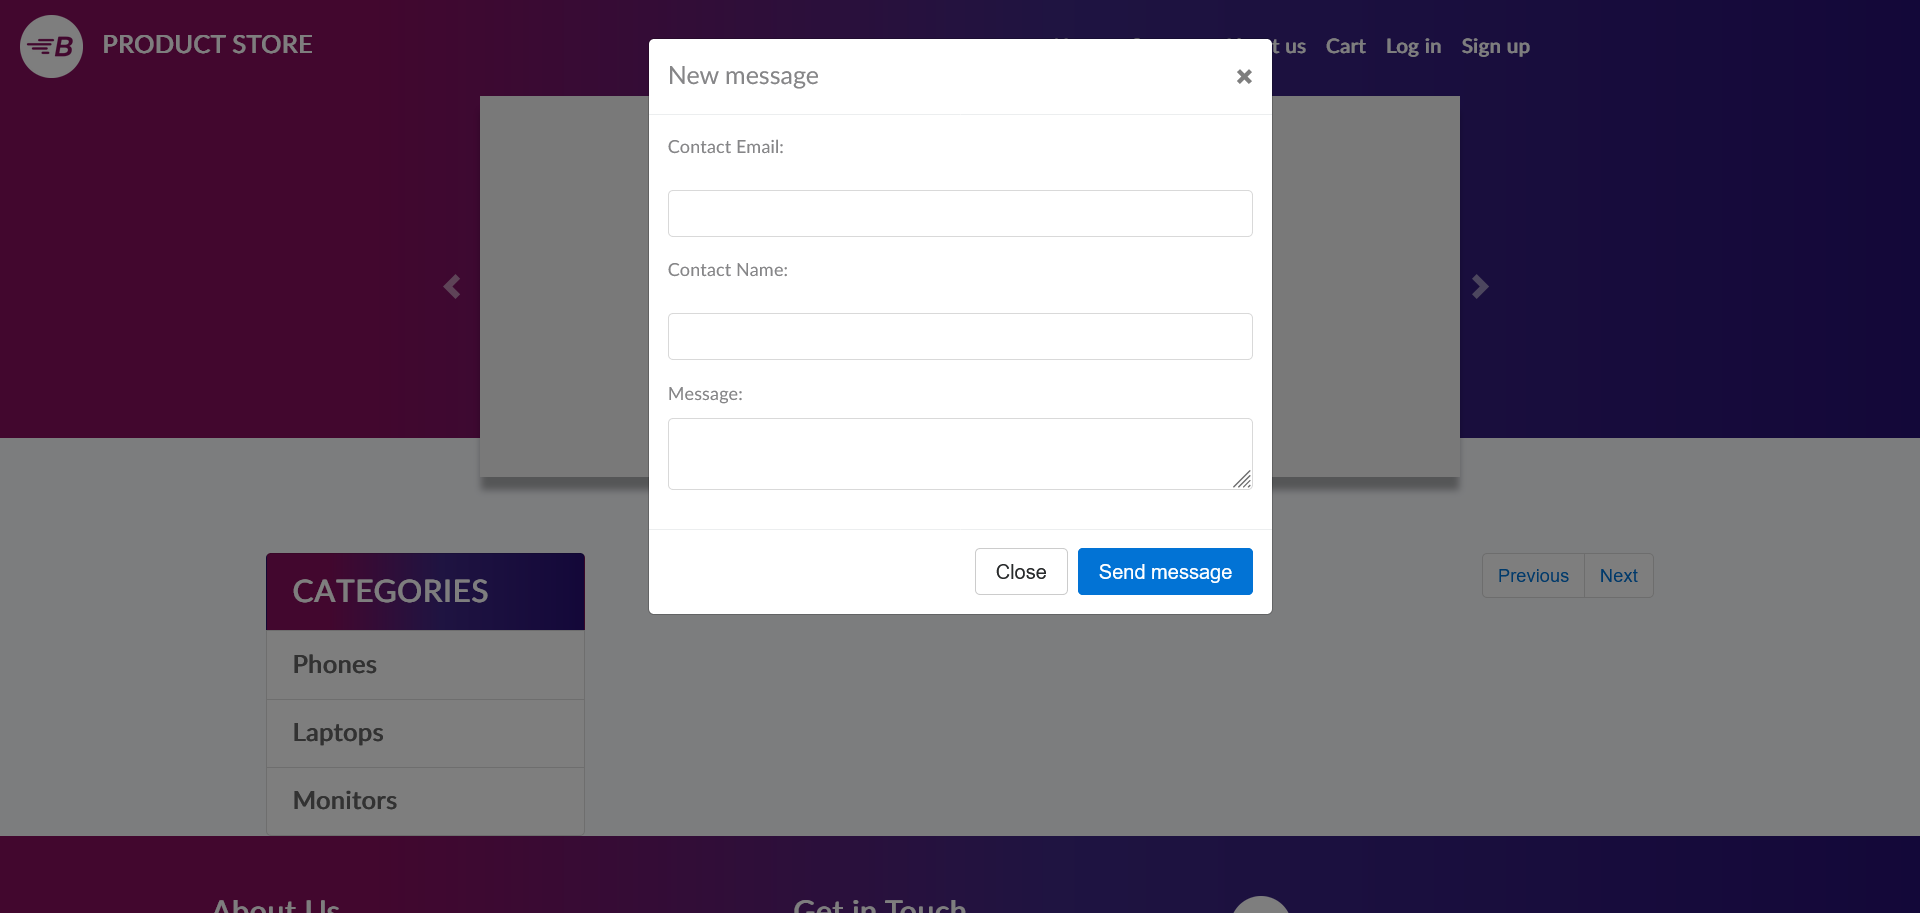 B PRODUCT STORE
us Cart Log in Sign up
New message
Contact Email:
Contact Name:
Message:
Close Send message
CATEGORIES
Phones
Laptops
Monitors
Previous Next
About Us Get in Touch